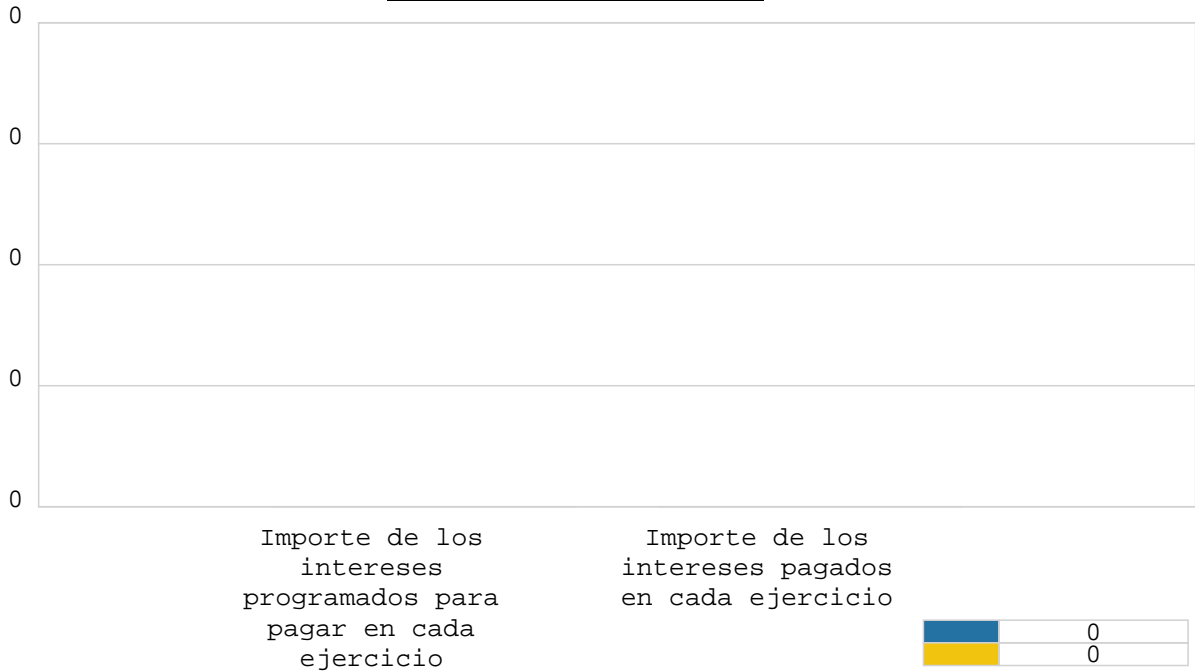 0
0
0
0
0
Importe de los
intereses
programados para
pagar en cada
ejercicio
Importe de los
intereses pagados
en cada ejercicio
0
0